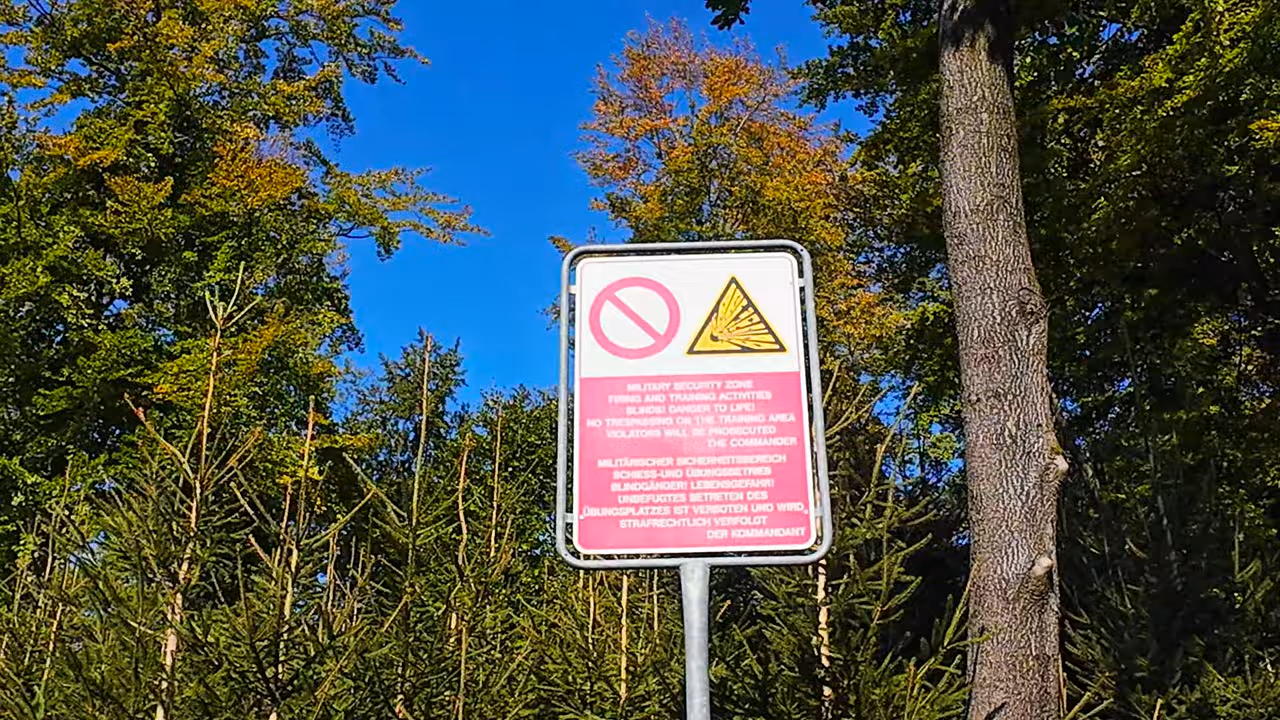 MILITARY SECURITY ZONE
FIRING AND TRAINING ACTIVITIES
BLINDS! DANGER TO LIFE!
NO TRESPASSING ON THE TRAINING AREA
VIOLATORS WILL BE PROSECUTED
THE COMMANDER
MILITÄRISCHER SICHERHEITSBEREICH
SCHIESS-UND ÜBUNGSBETRIEB
BLINDGÄNGER! LEBENSGEFAHR!
UNBEFUGTES BETRETEN DES
ÜBUNGSPLATZES IST VERBOTEN UND WIRD
STRAFRECHTLICH VERFOLGT
DER KOMMANDANT